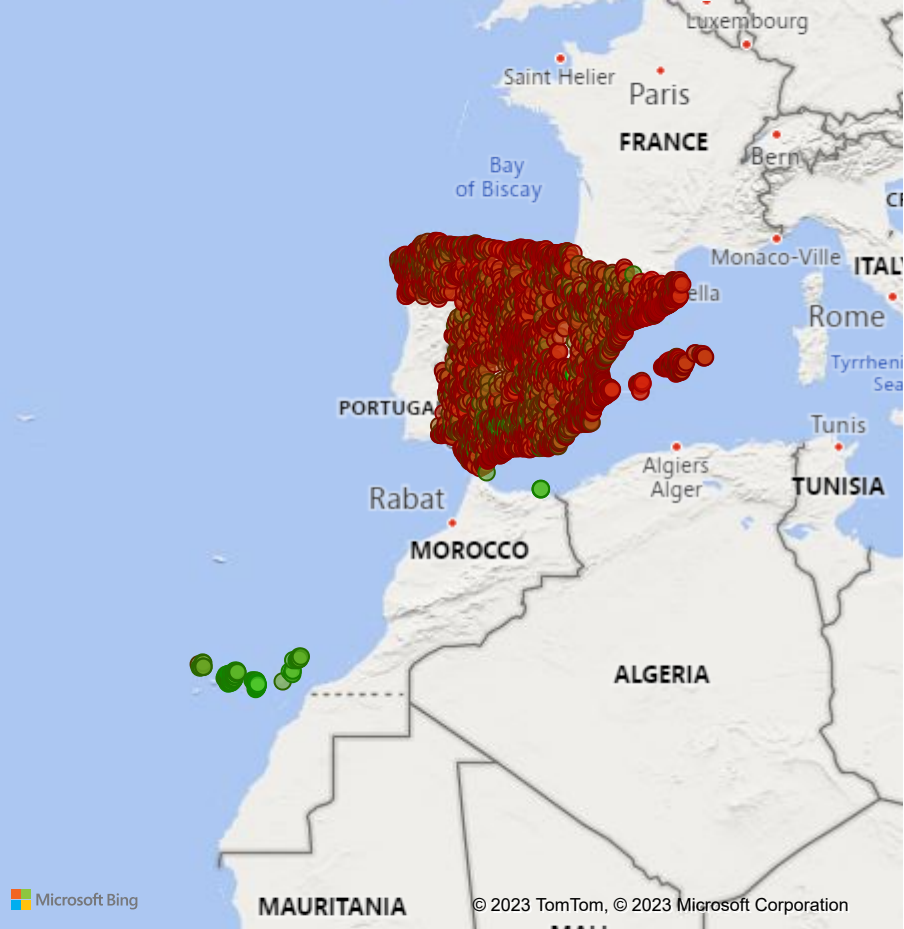 Luxembourg
Saint Helier
Paris
FRANCE
Bern
Bay
of Biscay
Monaco-Ville
ITAL
ella
Rome
Tyrrheni
Sea
PORTUGA
Tunis
Algiers
Alger
TUNISIA
Rabat
MOROCCO
ALGERIA
Microsoft Bing
MAURITANIA
© 2023 TomTom, © 2023 Microsoft Corporation